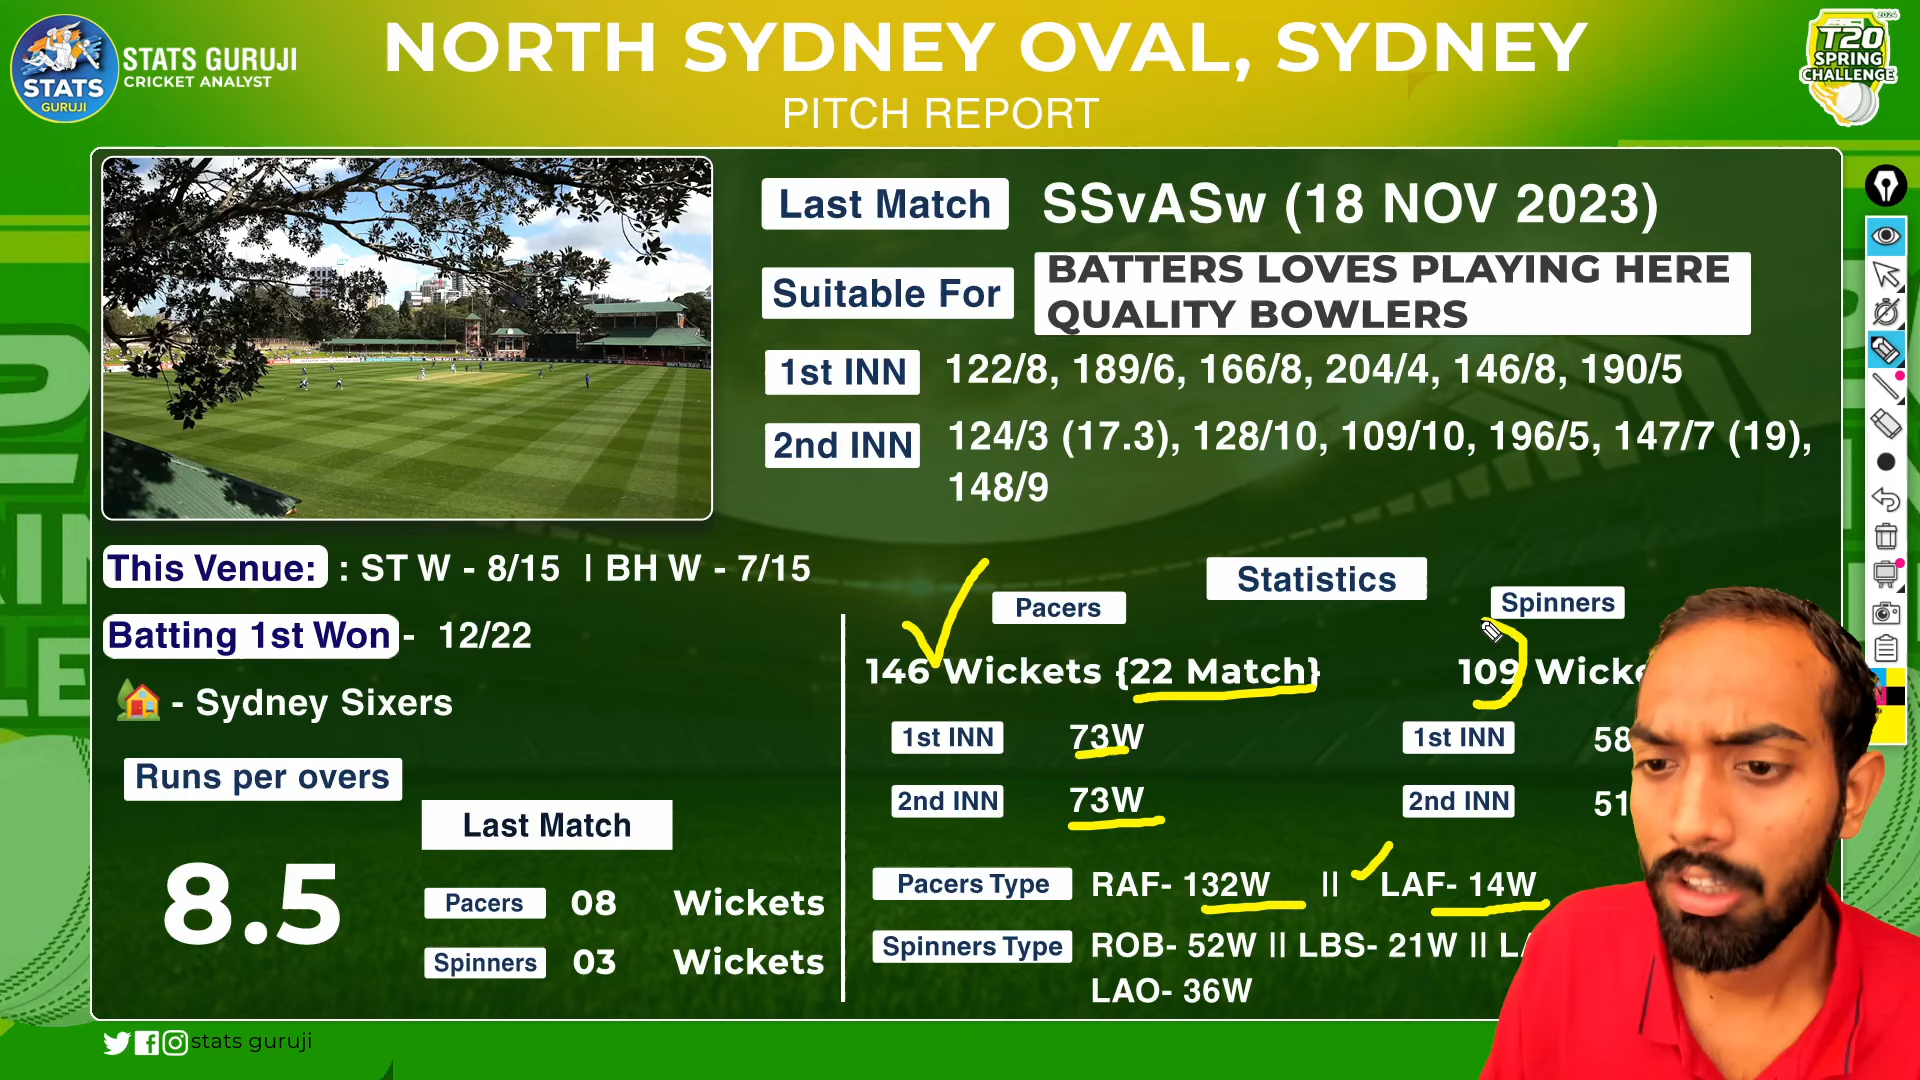 STATS GURUJI
CRICKET ANALYST
STATS
GURUJI
NORTH SYDNEY OVAL, SYDNEY
PITCH REPORT
2024
T20
SPRING
CHALLENGE
Last Match SSvASw (18 NOV 2023)
Suitable For BATTERS LOVES PLAYING HERE
QUALITY BOWLERS
1st INN 122/8, 189/6, 166/8, 204/4, 146/8, 190/5
2nd INN 124/3 (17.3), 128/10, 109/10, 196/5, 147/7 (19),
148/9
This Venue: : ST W - 8/15 | BH W - 7/15
Batting 1st Won - 12/22
- Sydney Sixers
Runs per overs
8.5
Last Match
Pacers 08 Wickets
Spinners 03 Wickets
Statistics
Pacers
146 Wickets {22 Match}
1st INN 73W
2nd INN 73W
Spinners
109
1st INN 58
2nd INN 51
Pacers Type RAF- 132W || LAF- 14W
Spinners Type ROB- 52W || LBS- 21W ||
LAO- 36W
stats guruji